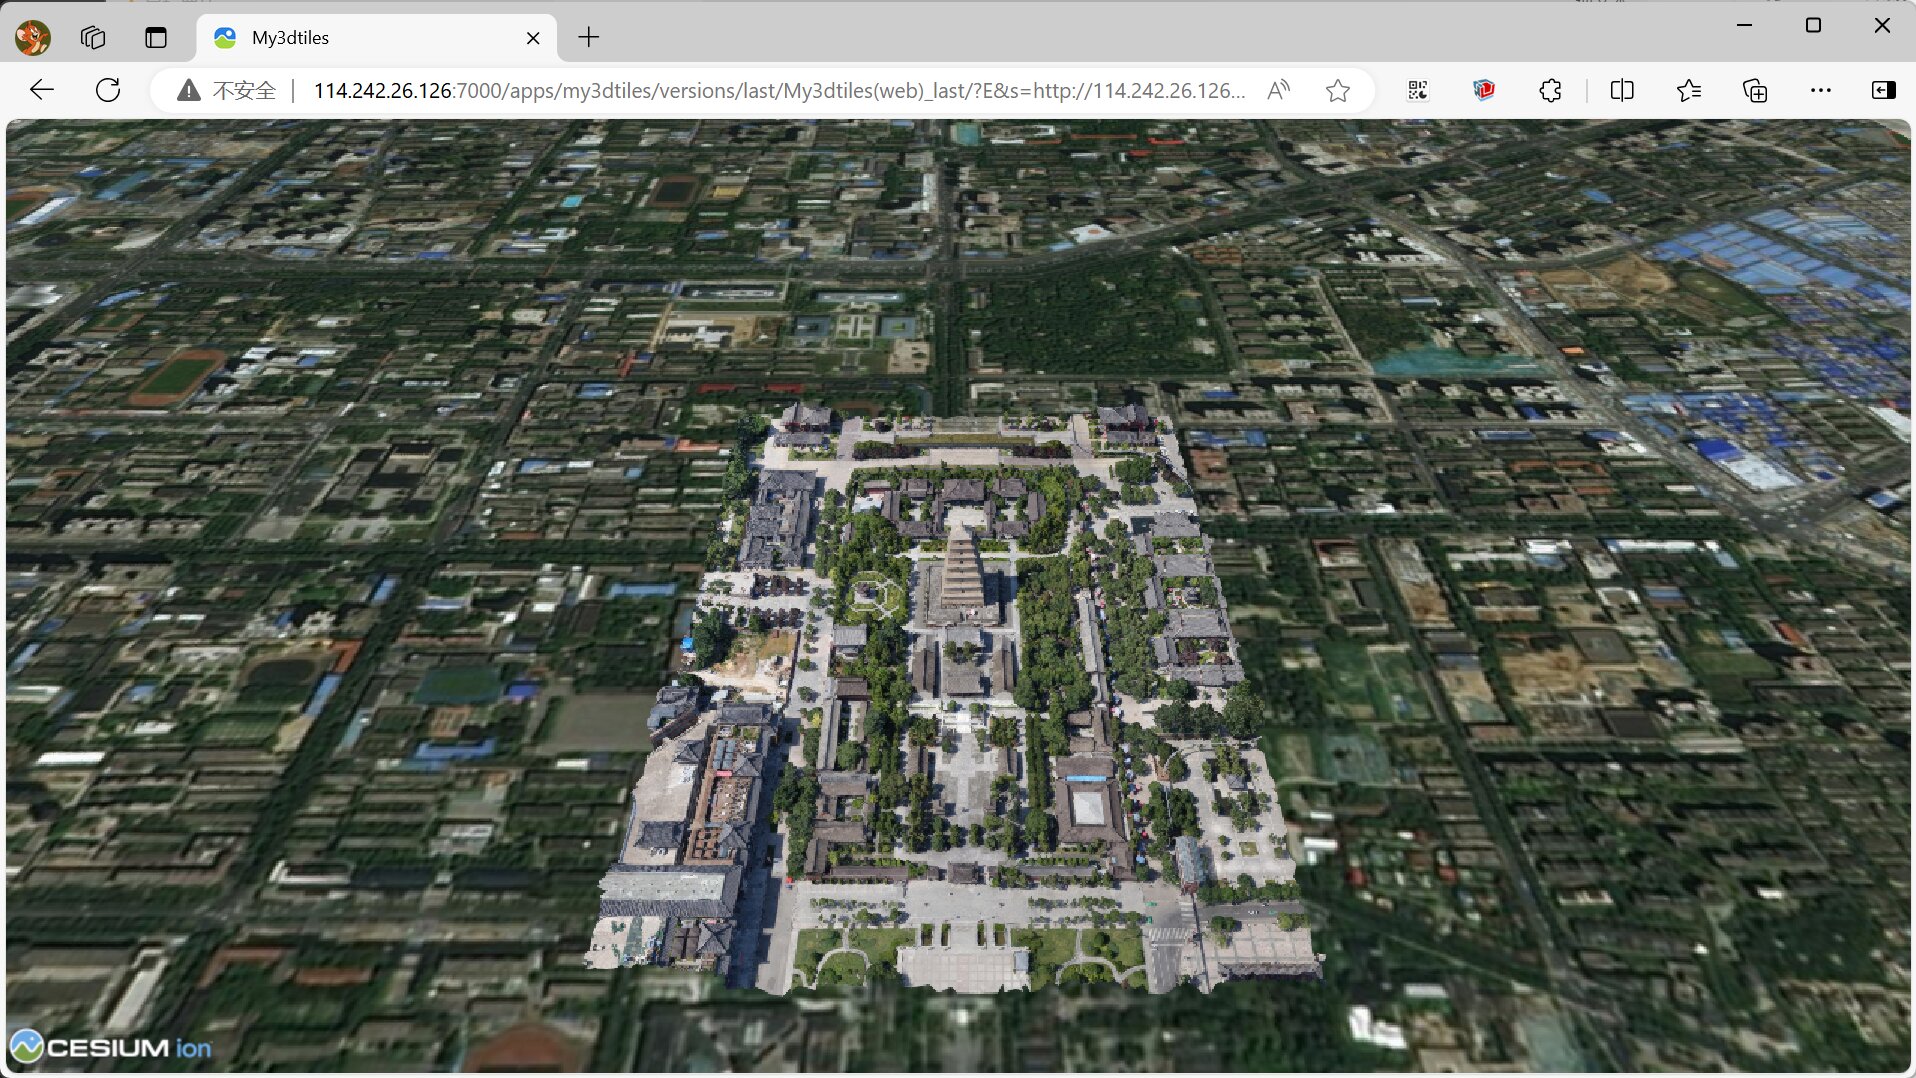 My3dtiles
不安全 114.242.26.126:7000/apps/my3dtiles/versions/last/My3dtiles(web)_last/?E&s=http://114.242.26.126...
CESIUM ion